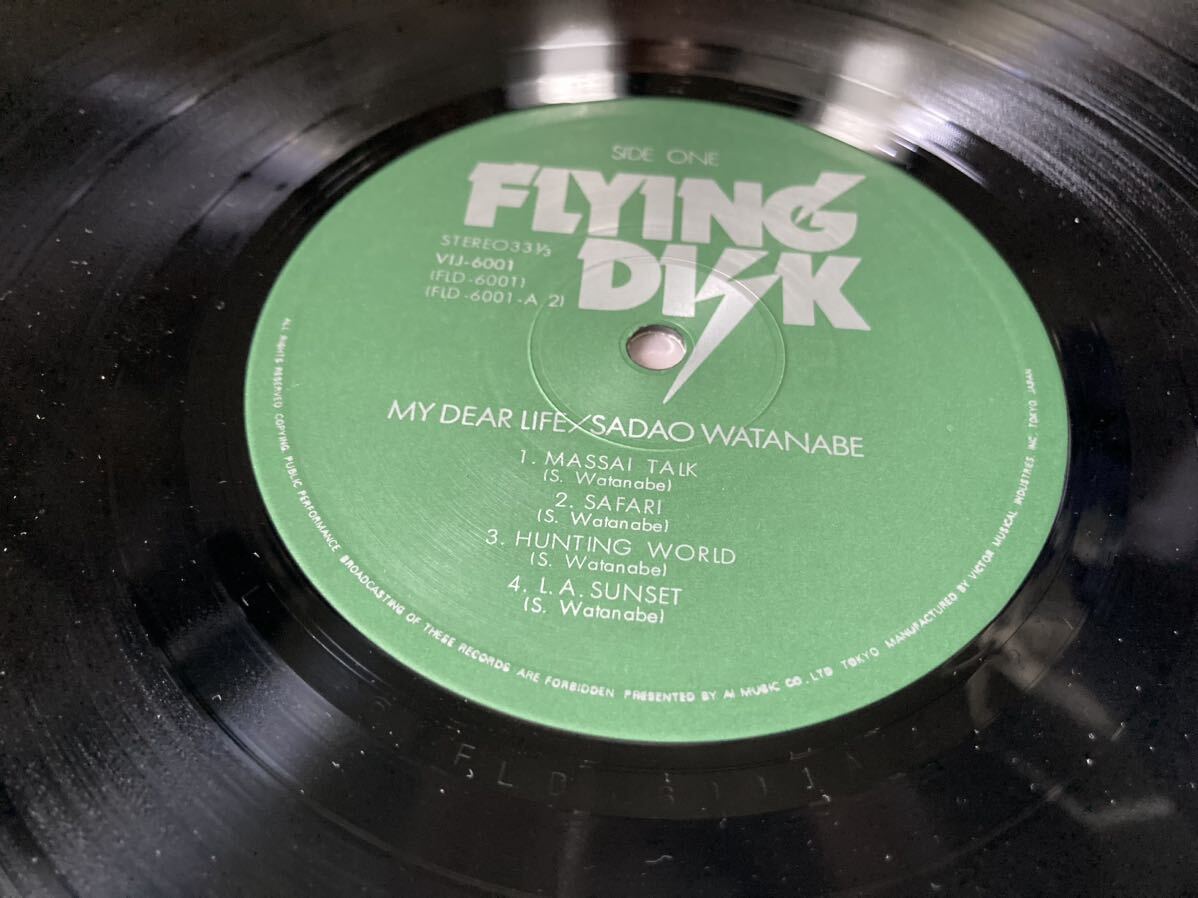 SIDE ONE
FLYING
DISK
STEREO33⅓
VIJ-6001
(FLD-6001)
(FLD-6001-A 2)
MY DEAR LIFE/SADAO WATANABE
1. MASSAI TALK
(S. Watanabe)
2. SAFARI
(S. Watanabe)
3. HUNTING WORLD
(S. Watanabe)
4. L.A. SUNSET
(S. Watanabe)
ALL RIGHTS RESERVED COPYING, PUBLIC PERFORMANCE BROADCASTING OF THESE RECORDS ARE FORBIDDEN PRESENTED BY AI MUSIC CO., LTD TOKYO MANUFACTURED BY VICTOR MUSICAL INDUSTRIES, INC. TOKYO JAPAN